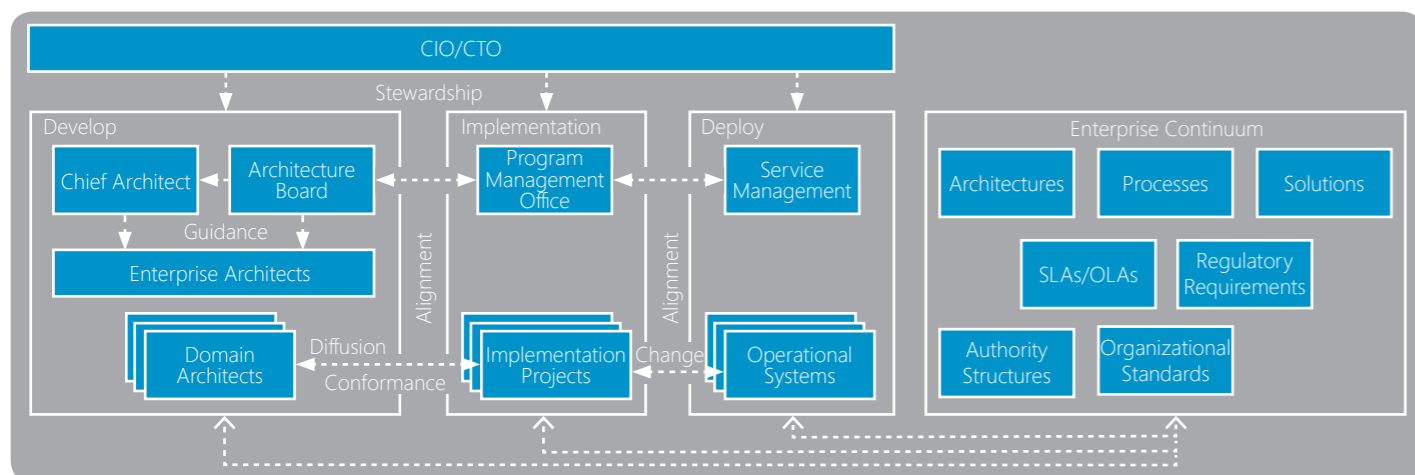 CIO/CTO
Stewardship
Develop
Chief Architect
Architecture
Board
Guidance
Enterprise Architects
Domain
Architects
Alignment
Diffusion
Conformance
Implementation
Program
Management
Office
Implementation
Projects
Alignment
Change
Deploy
Service
Management
Operational
Systems
Enterprise Continuum
Architectures
Processes
Solutions
SLAs/OLAs
Regulatory
Requirements
Authority
Structures
Organizational
Standards